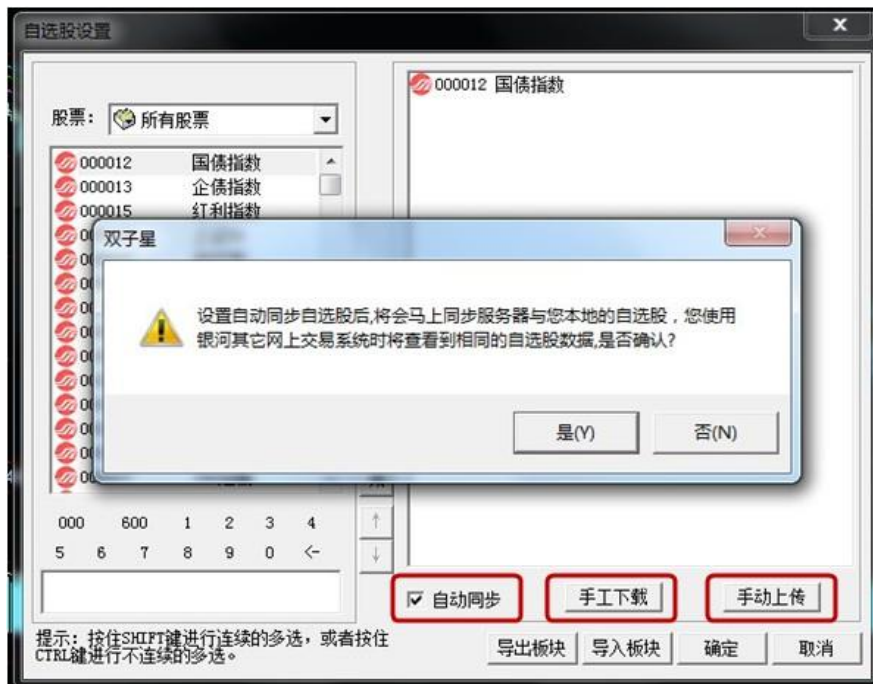 自选股设置
x
股票：
所有股票
000012 国债指数
000013 企债指数
000015 红利指数
000012 国债指数
双子星
设置自动同步自选股后,将会马上同步服务器与您本地的自选股，您使用
银河其它网上交易系统时将查看到相同的自选股数据,是否确认?
是(Y)
否(N)
000 600 1 2 3 4
↑
5 6 7 8 9 0 <-
↓
自动同步
手工下载
手动上传
提示: 按住SHIFT键进行连续的多选，或者按住
CTRL键进行不连续的多选。
导出板块
导入板块
确定
取消